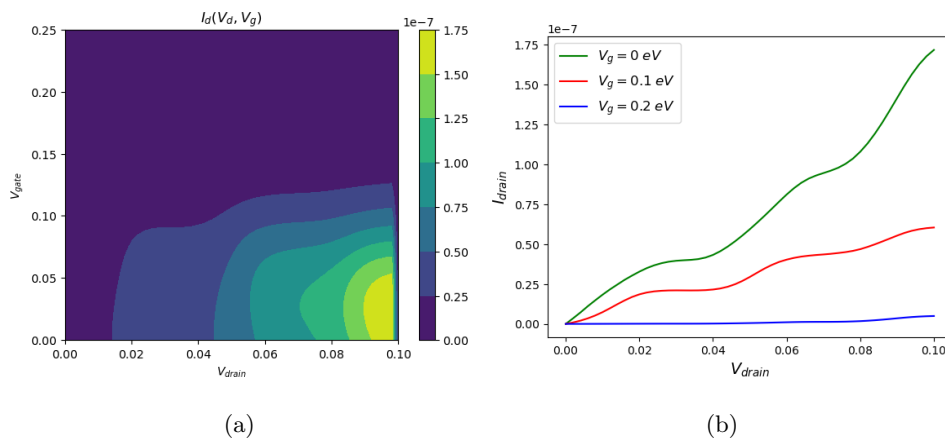 I_d(V_d, V_g)
1e−7
0.25
0.20
0.15
0.10
0.05
0.00
V_gate
0.00 0.02 0.04 0.06 0.08 0.10
V_drain
1.75
1.50
1.25
1.00
0.75
0.50
0.25
0.00
(a)
1e−7
1.75
1.50
1.25
1.00
0.75
0.50
0.25
0.00
I_drain
V_g = 0 eV
V_g = 0.1 eV
V_g = 0.2 eV
0.00 0.02 0.04 0.06 0.08 0.10
V_drain
(b)